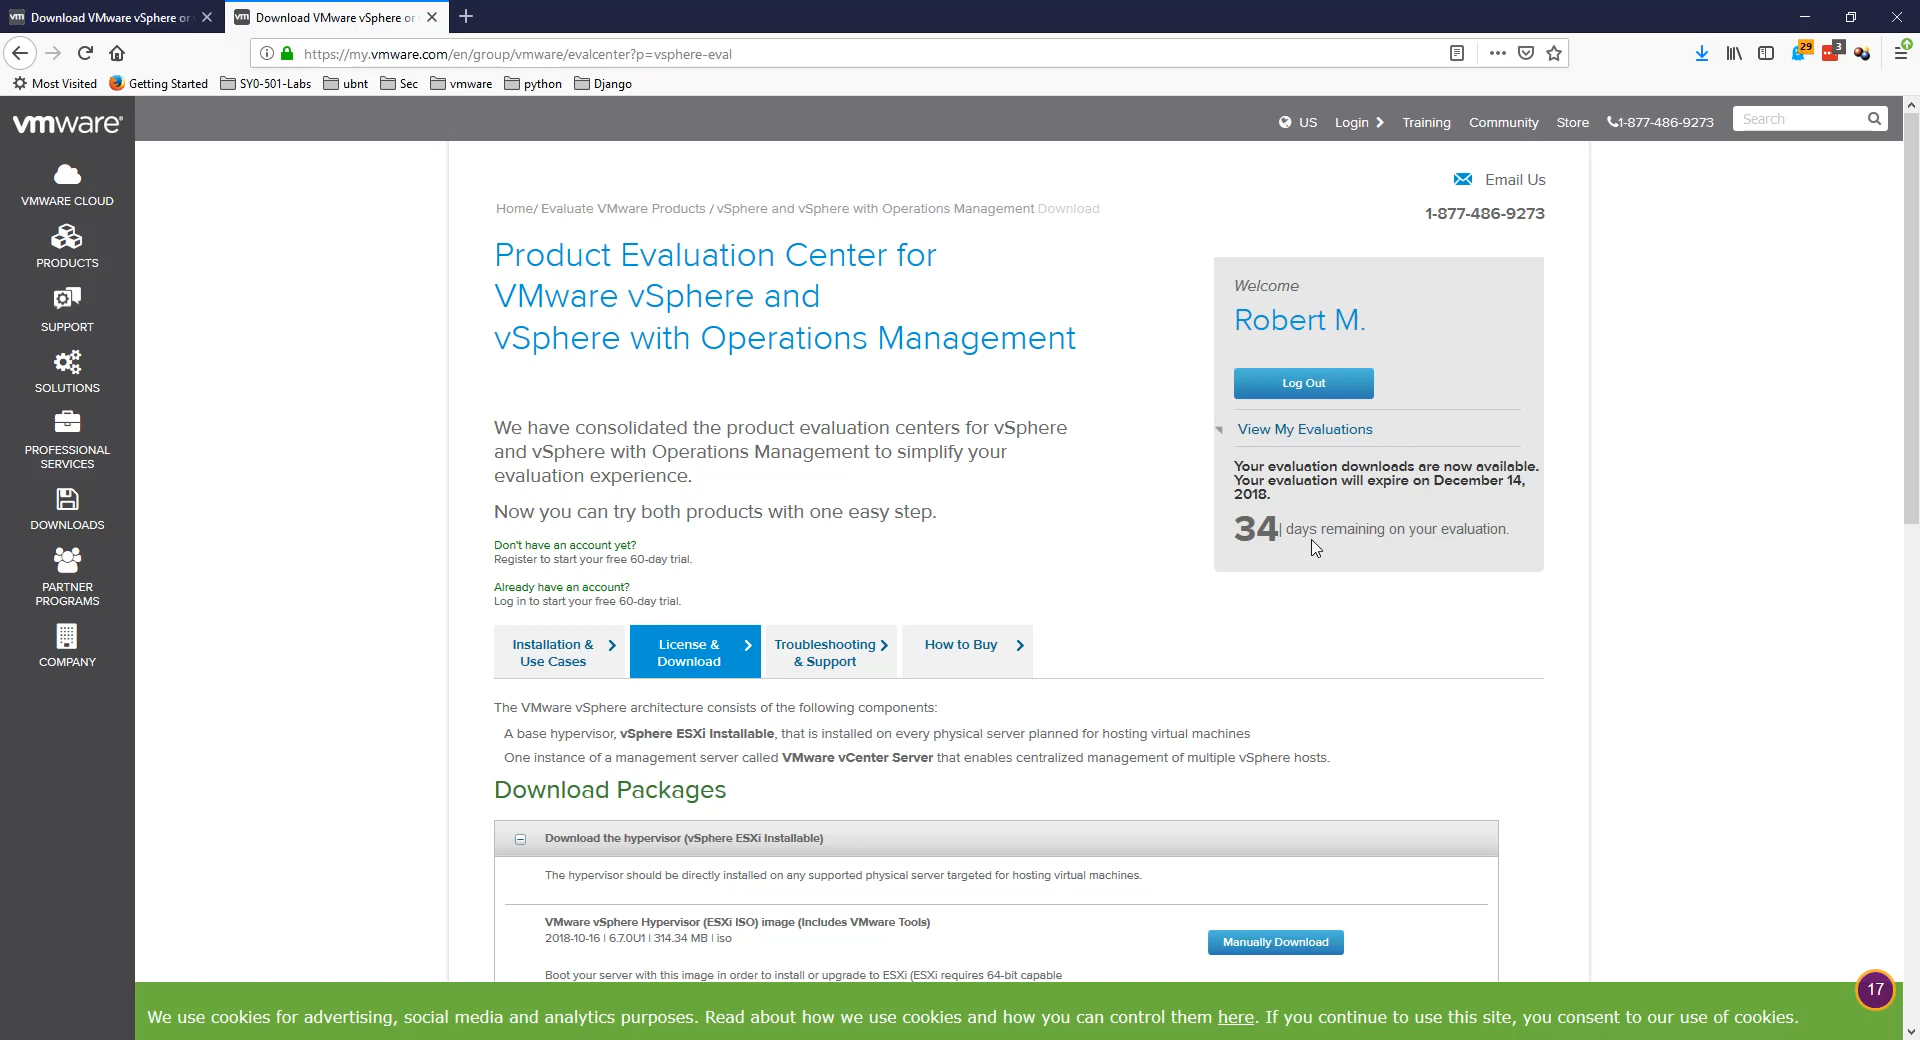 Download VMware vSphere or
Download VMware vSphere or
https://my.vmware.com/en/group/vmware/evalcenter?p=vsphere-eval
29
3
Most Visited
Getting Started
SY0-501-Labs
ubnt
Sec
vmware
python
Django
vmware
US
Login
Training
Community
Store
1-877-486-9273
Search
VMWARE CLOUD
PRODUCTS
SUPPORT
SOLUTIONS
PROFESSIONAL
SERVICES
DOWNLOADS
PARTNER
PROGRAMS
COMPANY
Email Us
1-877-486-9273
Home/ Evaluate VMware Products / vSphere and vSphere with Operations Management Download
Product Evaluation Center for
VMware vSphere and
vSphere with Operations Management
Welcome
Robert M.
Log Out
View My Evaluations
Your evaluation downloads are now available.
Your evaluation will expire on December 14,
2018.
34| days remaining on your evaluation.
We have consolidated the product evaluation centers for vSphere
and vSphere with Operations Management to simplify your
evaluation experience.
Now you can try both products with one easy step.
Don't have an account yet?
Register to start your free 60-day trial.
Already have an account?
Log in to start your free 60-day trial.
Installation &
Use Cases
License &
Download
Troubleshooting
& Support
How to Buy
The VMware vSphere architecture consists of the following components:
A base hypervisor, vSphere ESXi Installable, that is installed on every physical server planned for hosting virtual machines
One instance of a management server called VMware vCenter Server that enables centralized management of multiple vSphere hosts.
Download Packages
Download the hypervisor (vSphere ESXi Installable)
The hypervisor should be directly installed on any supported physical server targeted for hosting virtual machines.
VMware vSphere Hypervisor (ESXi ISO) image (Includes VMware Tools)
2018-10-16 | 6.7.0U1 | 314.34 MB | iso
Manually Download
Boot your server with this image in order to install or upgrade to ESXi (ESXi requires 64-bit capable
17
We use cookies for advertising, social media and analytics purposes. Read about how we use cookies and how you can control them here. If you continue to use this site, you consent to our use of cookies.